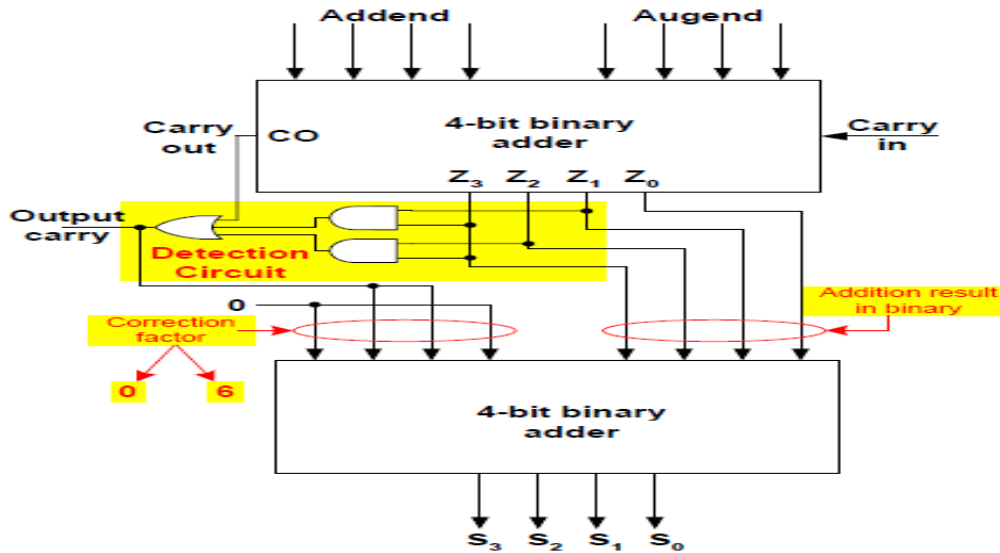 Addend
Augend
4-bit binary
adder
Carry
out
CO
Carry
in
Z3 Z2 Z1 Z0
Output
carry
Detection
Circuit
0
Correction
factor
Addition result
in binary
0
6
4-bit binary
adder
S3 S2 S1 S0